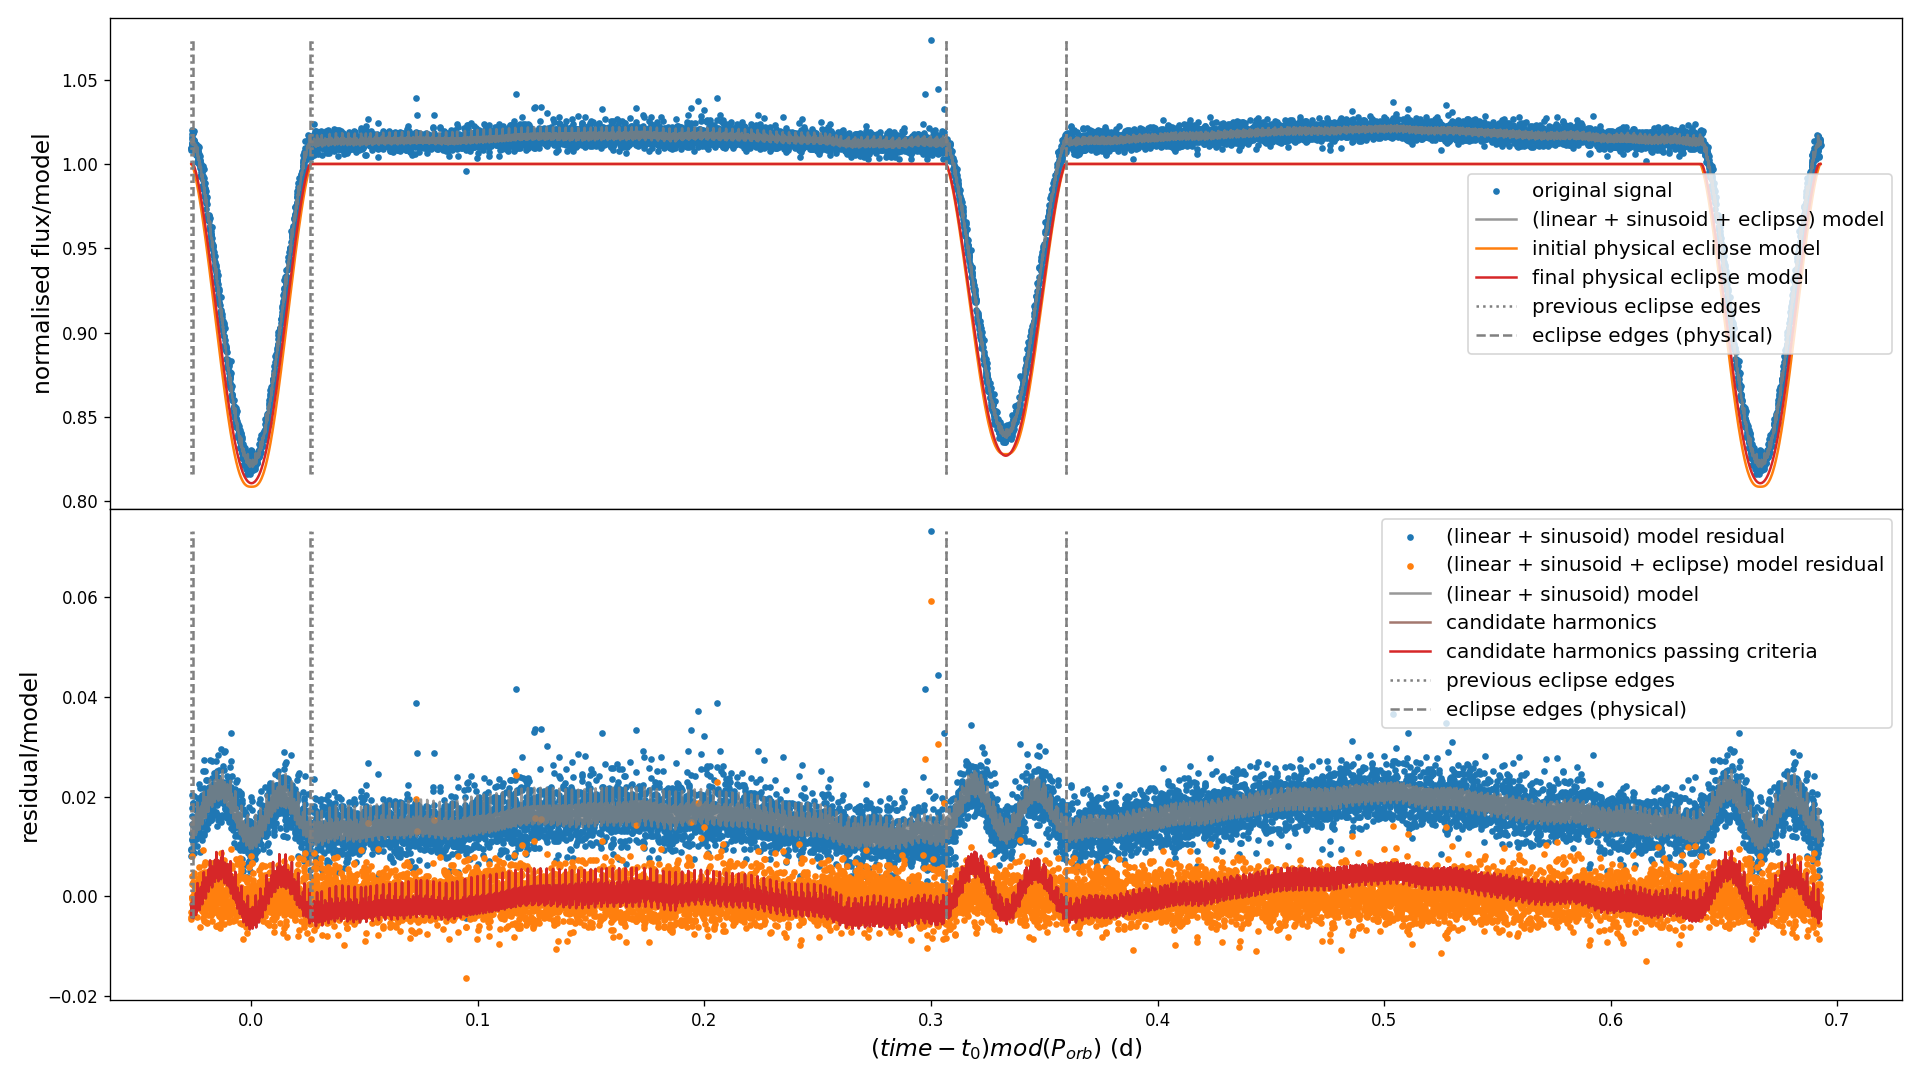 normalised flux/model
1.05
1.00
0.95
0.90
0.85
0.80
original signal
(linear + sinusoid + eclipse) model
initial physical eclipse model
final physical eclipse model
previous eclipse edges
eclipse edges (physical)
residual/model
0.06
0.04
0.02
0.00
−0.02
(linear + sinusoid) model residual
(linear + sinusoid + eclipse) model residual
(linear + sinusoid) model
candidate harmonics
candidate harmonics passing criteria
previous eclipse edges
eclipse edges (physical)
0.0 0.1 0.2 0.3 0.4 0.5 0.6 0.7
(time − t₀)mod(P_orb) (d)